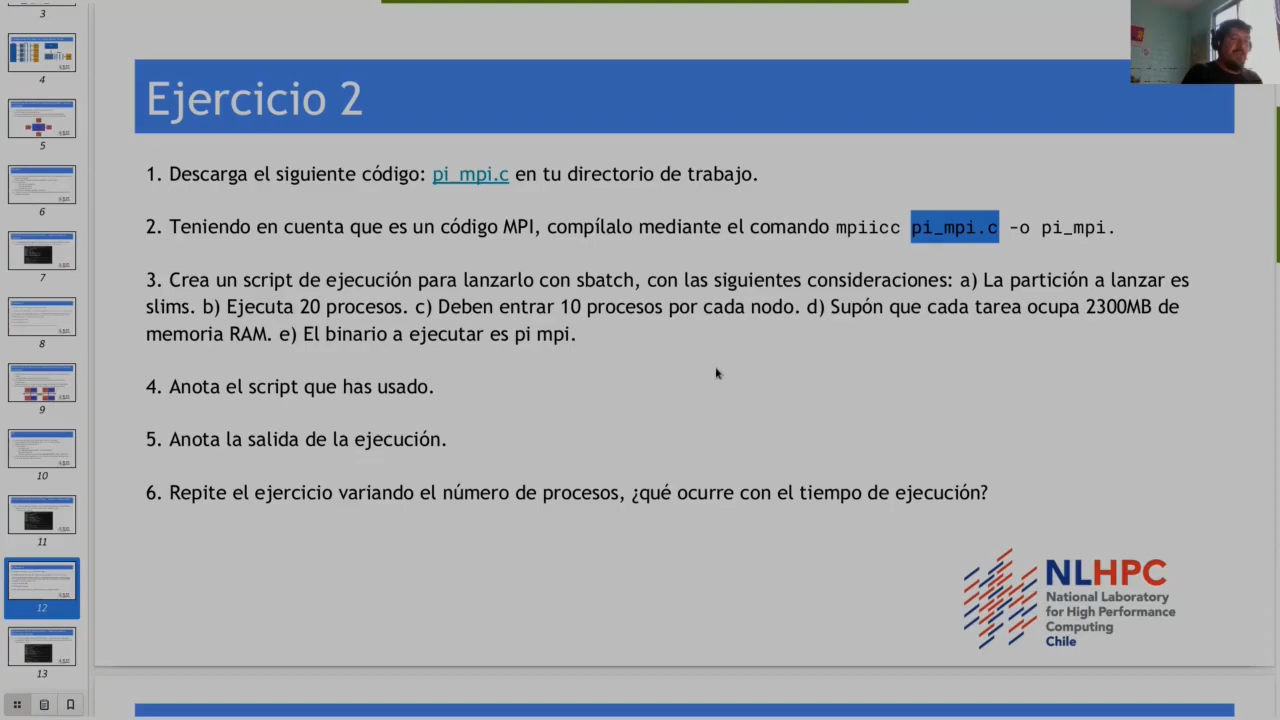 3
4
5
6
7
8
9
10
11
12
13
Ejercicio 2
1. Descarga el siguiente código: pi_mpi.c en tu directorio de trabajo.
2. Teniendo en cuenta que es un código MPI, compílalo mediante el comando mpiicc pi_mpi.c -o pi_mpi.
3. Crea un script de ejecución para lanzarlo con sbatch, con las siguientes consideraciones: a) La partición a lanzar es
slims. b) Ejecuta 20 procesos. c) Deben entrar 10 procesos por cada nodo. d) Supón que cada tarea ocupa 2300MB de
memoria RAM. e) El binario a ejecutar es pi mpi.
4. Anota el script que has usado.
5. Anota la salida de la ejecución.
6. Repite el ejercicio variando el número de procesos, ¿qué ocurre con el tiempo de ejecución?
NLHPC
National Laboratory
for High Performance
Computing
Chile